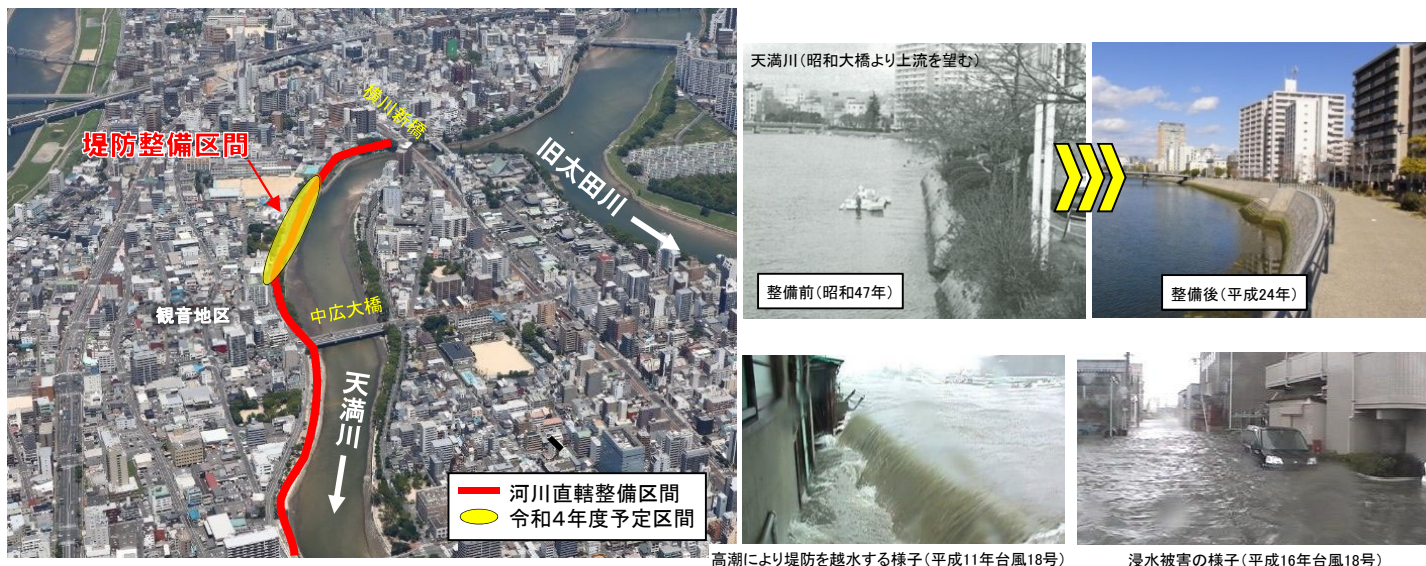 横川新橋
堤防整備区間
旧太田川
観音地区
中広大橋
天満川
河川直轄整備区間
令和4年度予定区間
天満川(昭和大橋より上流を望む)
整備前(昭和47年)
整備後(平成24年)
高潮により堤防を越水する様子(平成11年台風18号)
浸水被害の様子(平成16年台風18号)